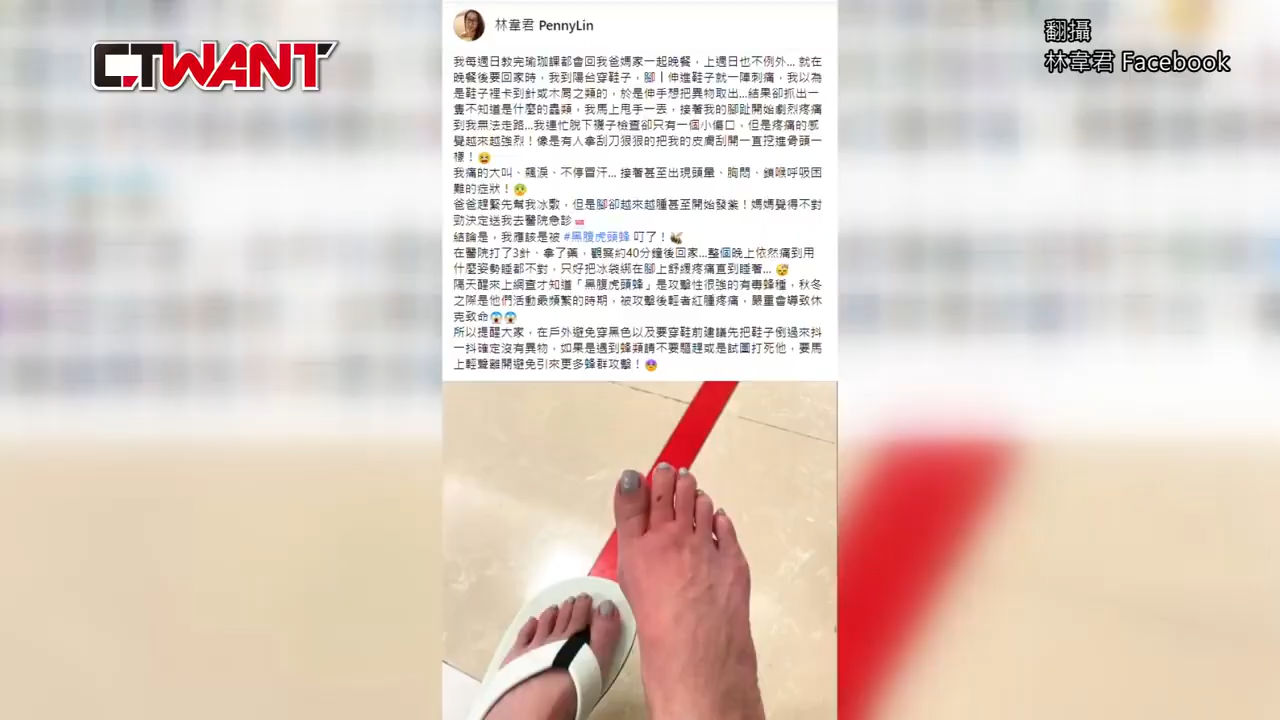 CTWANT
翻攝
林韋君 Facebook
林韋君 PennyLin
我每週日教完瑜珈課都會回我爸媽家一起晚餐，上週日也不例外... 就在
晚餐後要回家時，我到陽台穿鞋子，腳ㄧ伸進鞋子就一陣刺痛，我以為
是鞋子裡卡到針或木屑之類的，於是伸手想把異物取出...結果卻抓出一
隻不知道是什麼的蟲類，我馬上甩手一丟，接著我的腳趾開始劇烈疼痛
到我無法走路...我連忙脫下襪子檢查卻只有一個小傷口，但是疼痛的感
覺越來越強烈！像是有人拿刮刀狠狠的把我的皮膚刮開一直挖進骨頭一
樣！😫
我痛的大叫、飆淚、不停冒汗... 接著甚至出現頭暈、胸悶、鎖喉呼吸困
難的症狀！🤢
爸爸趕緊先幫我冰敷，但是腳卻越來越腫甚至開始發紫！媽媽覺得不對
勁決定送我去醫院急診
結論是，我應該是被 #黑腹虎頭蜂 叮了！🐝
在醫院打了3針、拿了藥，觀察約40分鐘後回家...整個晚上依然痛到用
什麼姿勢睡都不對，只好把冰袋綁在腳上舒緩疼痛直到睡著... 😴
隔天醒來上網查才知道「黑腹虎頭蜂」是攻擊性很強的有毒蜂種，秋冬
之際是他們活動最頻繁的時期，被攻擊後輕者紅腫疼痛，嚴重會導致休
克致命😱😱
所以提醒大家，在戶外避免穿黑色以及要穿鞋前建議先把鞋子倒過來抖
一抖確定沒有異物，如果是遇到蜂類請不要驅趕或是試圖打死他，要馬
上輕聲離開避免引來更多蜂群攻擊！😨